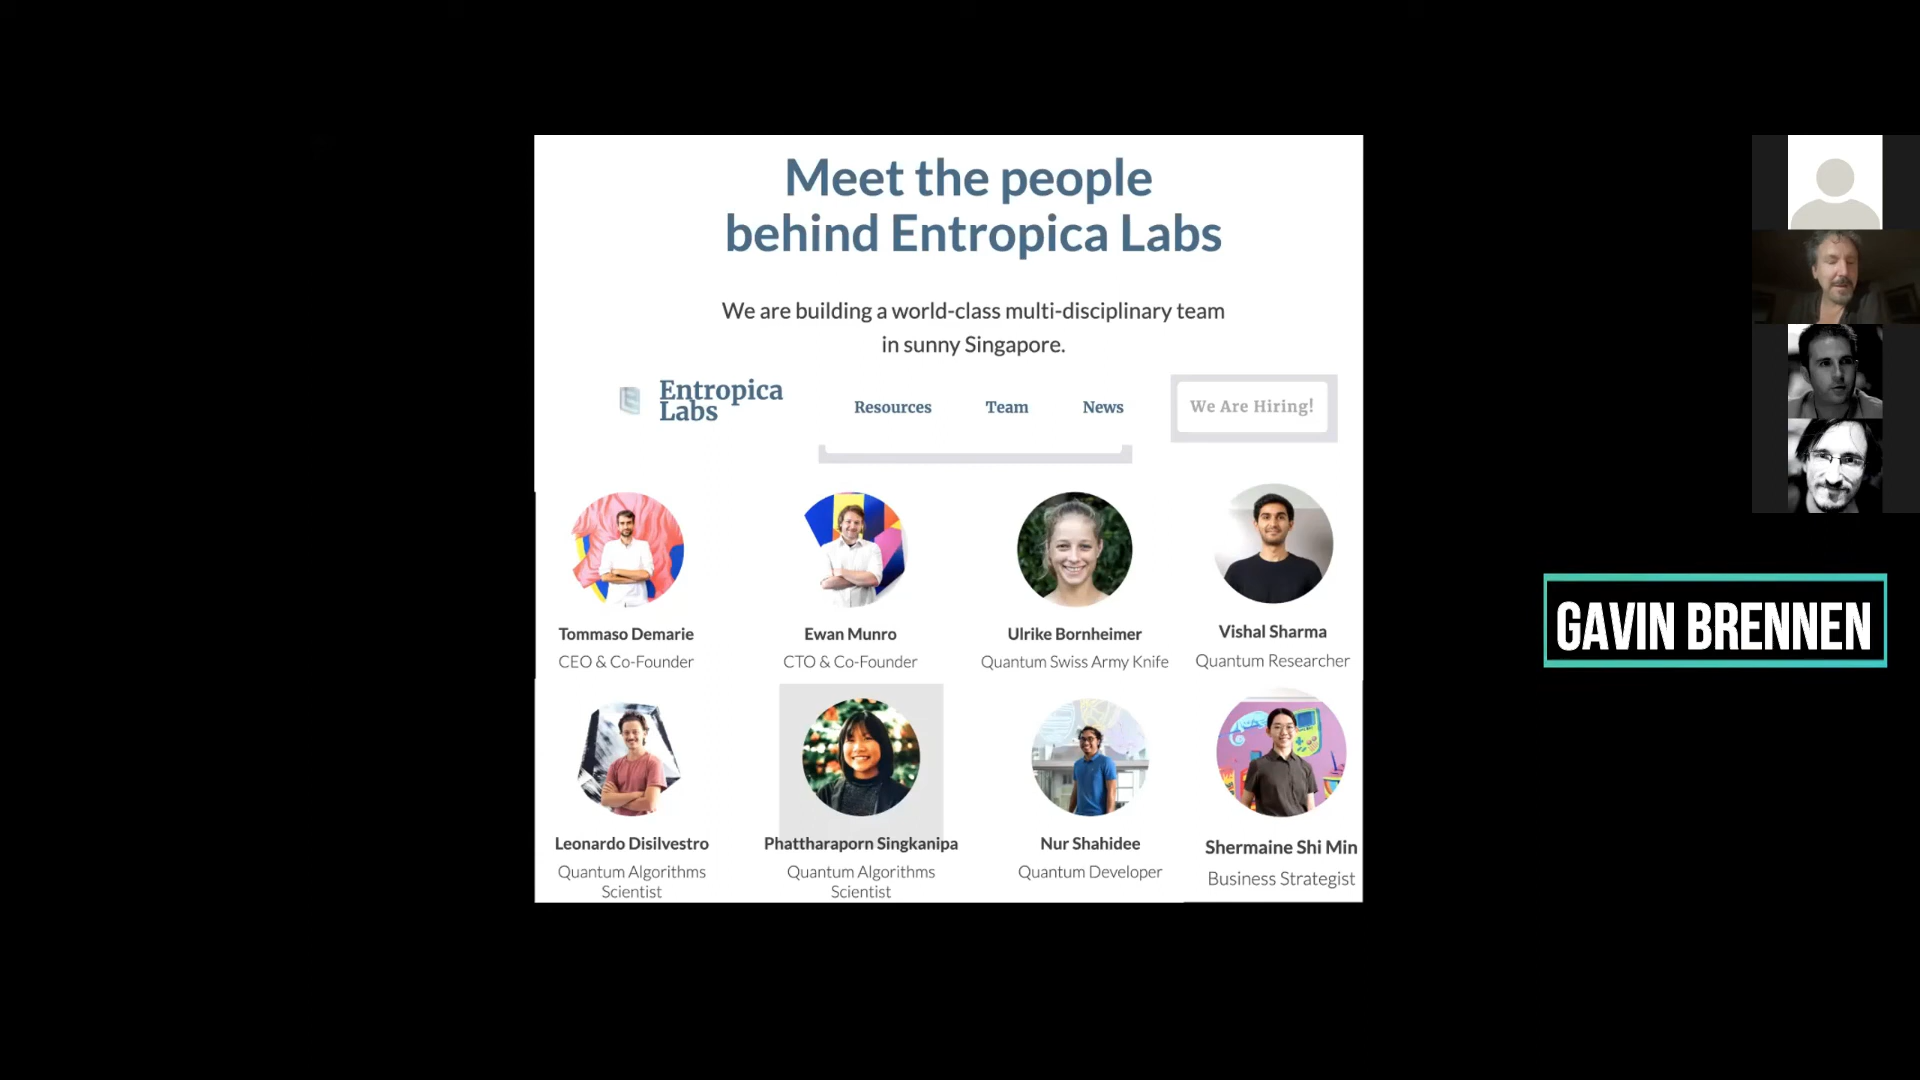 Meet the people
behind Entropica Labs
We are building a world-class multi-disciplinary team
in sunny Singapore.
Entropica
Labs
Resources
Team
News
We Are Hiring!
Tommaso Demarie
CEO & Co-Founder
Ewan Munro
CTO & Co-Founder
Ulrike Bornheimer
Quantum Swiss Army Knife
Vishal Sharma
Quantum Researcher
Leonardo Disilvestro
Quantum Algorithms
Scientist
Phattharaporn Singkanipa
Quantum Algorithms
Scientist
Nur Shahidee
Quantum Developer
Shermaine Shi Min
Business Strategist
GAVIN BRENNEN